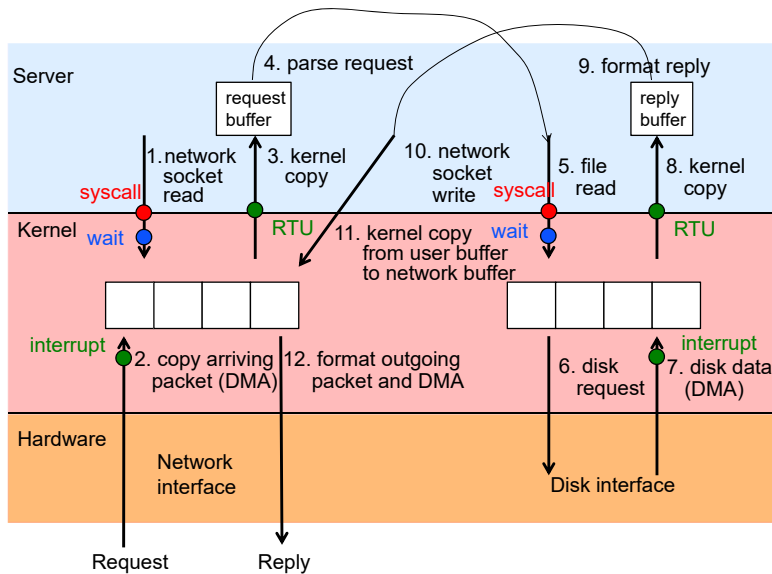 Server
4. parse request
9. format reply
request
buffer
reply
buffer
1.network
socket
read
3. kernel
copy
10. network
socket
write
5. file
read
8. kernel
copy
syscall
syscall
Kernel
RTU
RTU
wait
wait
11. kernel copy
from user buffer
to network buffer
interrupt
interrupt
2. copy arriving
packet (DMA)
12. format outgoing
packet and DMA
6. disk
request
7. disk data
(DMA)
Hardware
Network
interface
Disk interface
Request
Reply